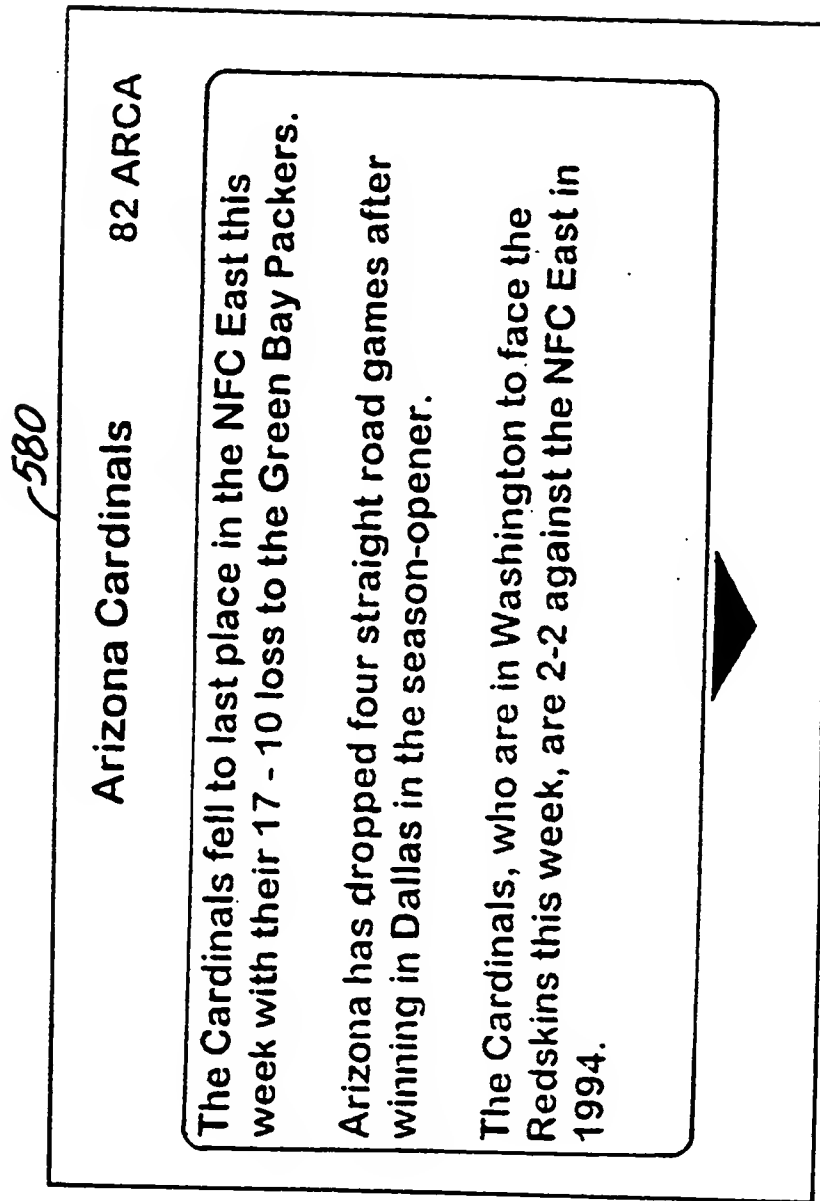 580
Arizona Cardinals 82 ARCA
The Cardinals fell to last place in the NFC East this
week with their 17 - 10 loss to the Green Bay Packers.
Arizona has dropped four straight road games after
winning in Dallas in the season-opener.
The Cardinals, who are in Washington to face the
Redskins this week, are 2-2 against the NFC East in
1994.